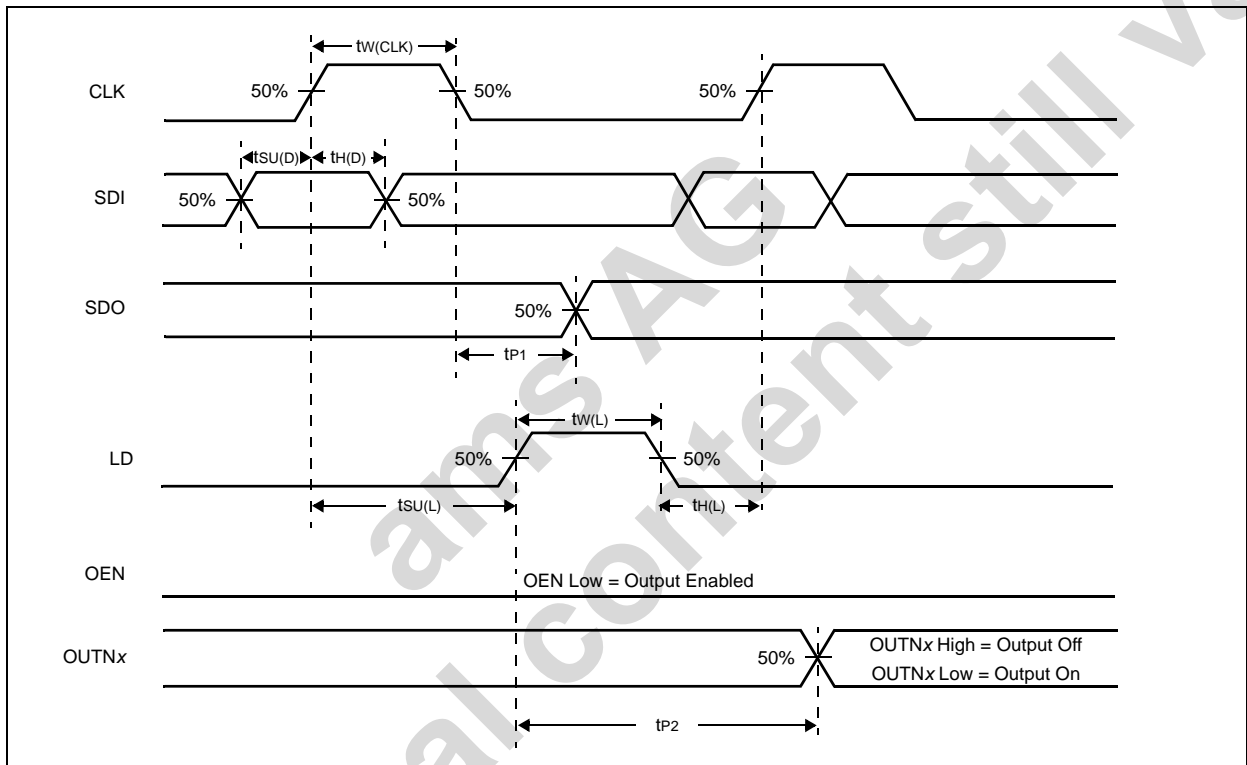 tW(CLK)
CLK
50%
50%
50%
tSU(D)
tH(D)
SDI
50%
50%
SDO
50%
tP1
tW(L)
LD
50%
50%
tSU(L)
tH(L)
OEN
OEN Low = Output Enabled
OUTNx
50%
OUTNx High = Output Off
OUTNx Low = Output On
tP2
ams AG
al content still va